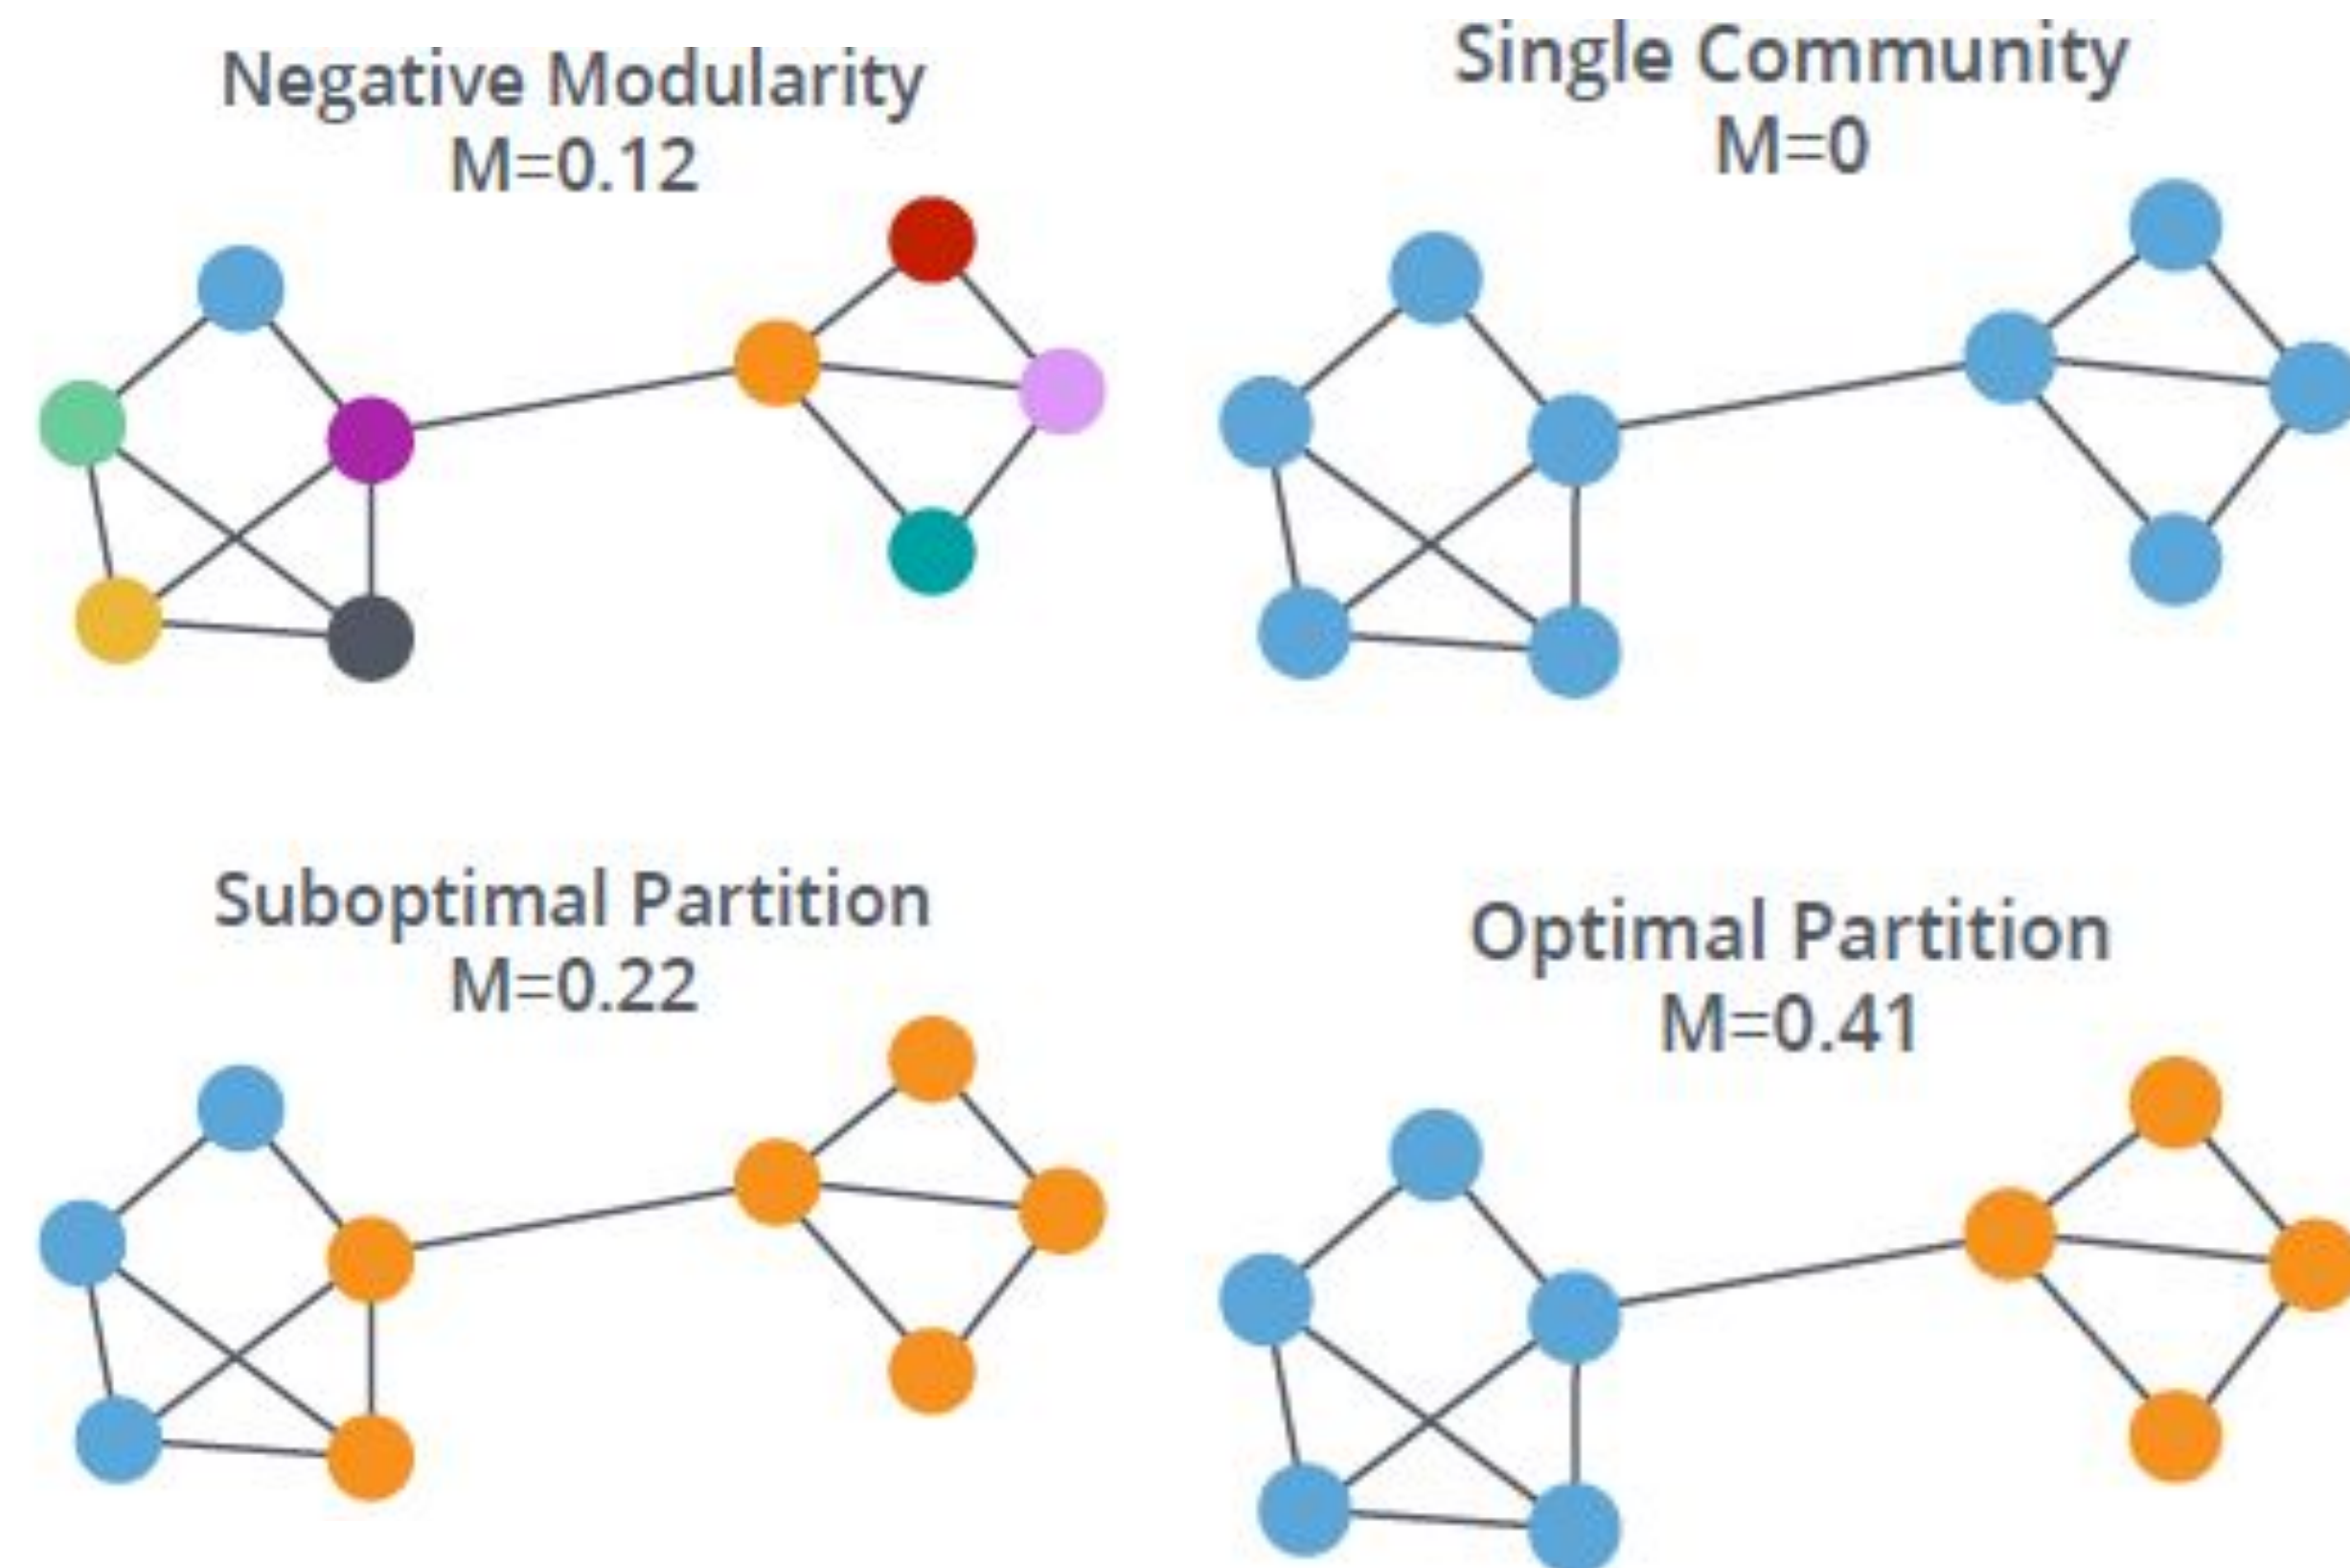 Negative Modularity
M=0.12
Single Community
M=0
Suboptimal Partition
M=0.22
Optimal Partition
M=0.41